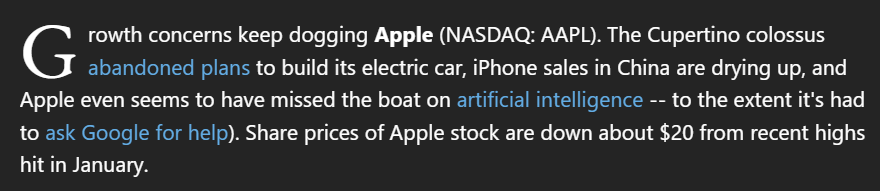 Growth concerns keep dogging Apple (NASDAQ: AAPL). The Cupertino colossus
abandoned plans to build its electric car, iPhone sales in China are drying up, and
Apple even seems to have missed the boat on artificial intelligence -- to the extent it's had
to ask Google for help). Share prices of Apple stock are down about $20 from recent highs
hit in January.